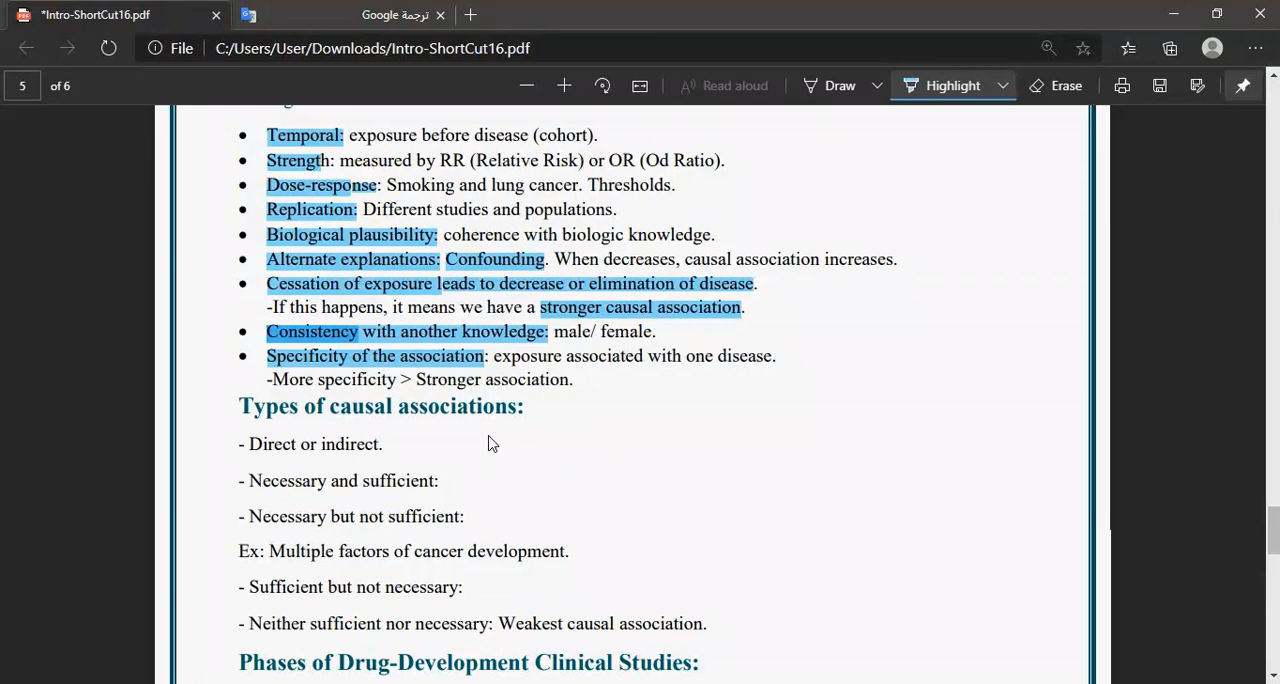 *Intro-ShortCut16.pdf
ترجمة Google
File C:/Users/User/Downloads/Intro-ShortCut16.pdf
5 of 6 Read aloud Draw Highlight Erase
• Temporal: exposure before disease (cohort).
• Strength: measured by RR (Relative Risk) or OR (Od Ratio).
• Dose-response: Smoking and lung cancer. Thresholds.
• Replication: Different studies and populations.
• Biological plausibility: coherence with biologic knowledge.
• Alternate explanations: Confounding. When decreases, causal association increases.
• Cessation of exposure leads to decrease or elimination of disease.
-If this happens, it means we have a stronger causal association.
• Consistency with another knowledge: male/ female.
• Specificity of the association: exposure associated with one disease.
-More specificity > Stronger association.
Types of causal associations:
- Direct or indirect.
- Necessary and sufficient:
- Necessary but not sufficient:
Ex: Multiple factors of cancer development.
- Sufficient but not necessary:
- Neither sufficient nor necessary: Weakest causal association.
Phases of Drug-Development Clinical Studies: